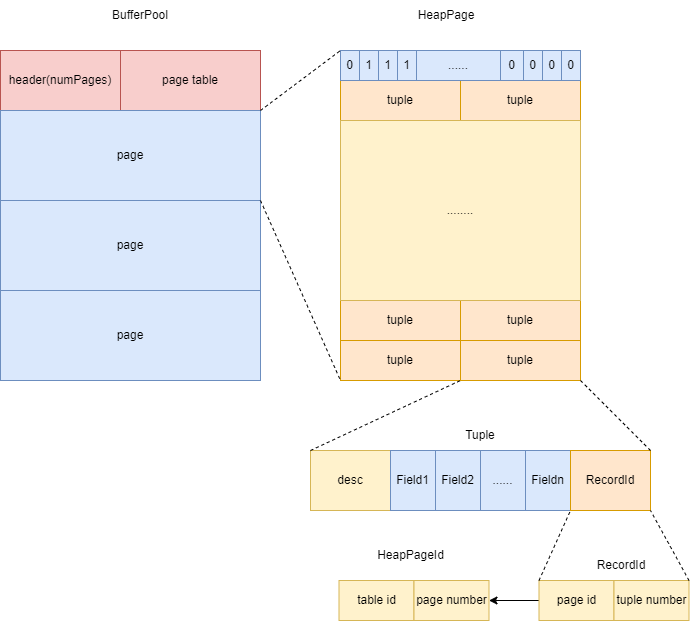 BufferPool
HeapPage
header(numPages) page table
0 1 1 1 ...... 0 0 0 0
tuple tuple
page
........
page
tuple tuple
page
tuple tuple
Tuple
desc Field1 Field2 ...... Fieldn RecordId
HeapPageId
RecordId
table id page number page id tuple number